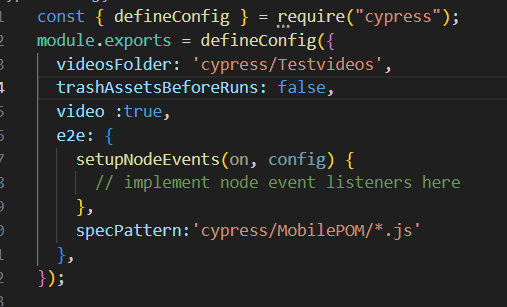 const { defineConfig } = require("cypress");
module.exports = defineConfig({
videosFolder: 'cypress/Testvideos',
trashAssetsBeforeRuns: false,
video :true,
e2e: {
setupNodeEvents(on, config) {
// implement node event listeners here
},
specPattern:'cypress/MobilePOM/*.js'
},
});